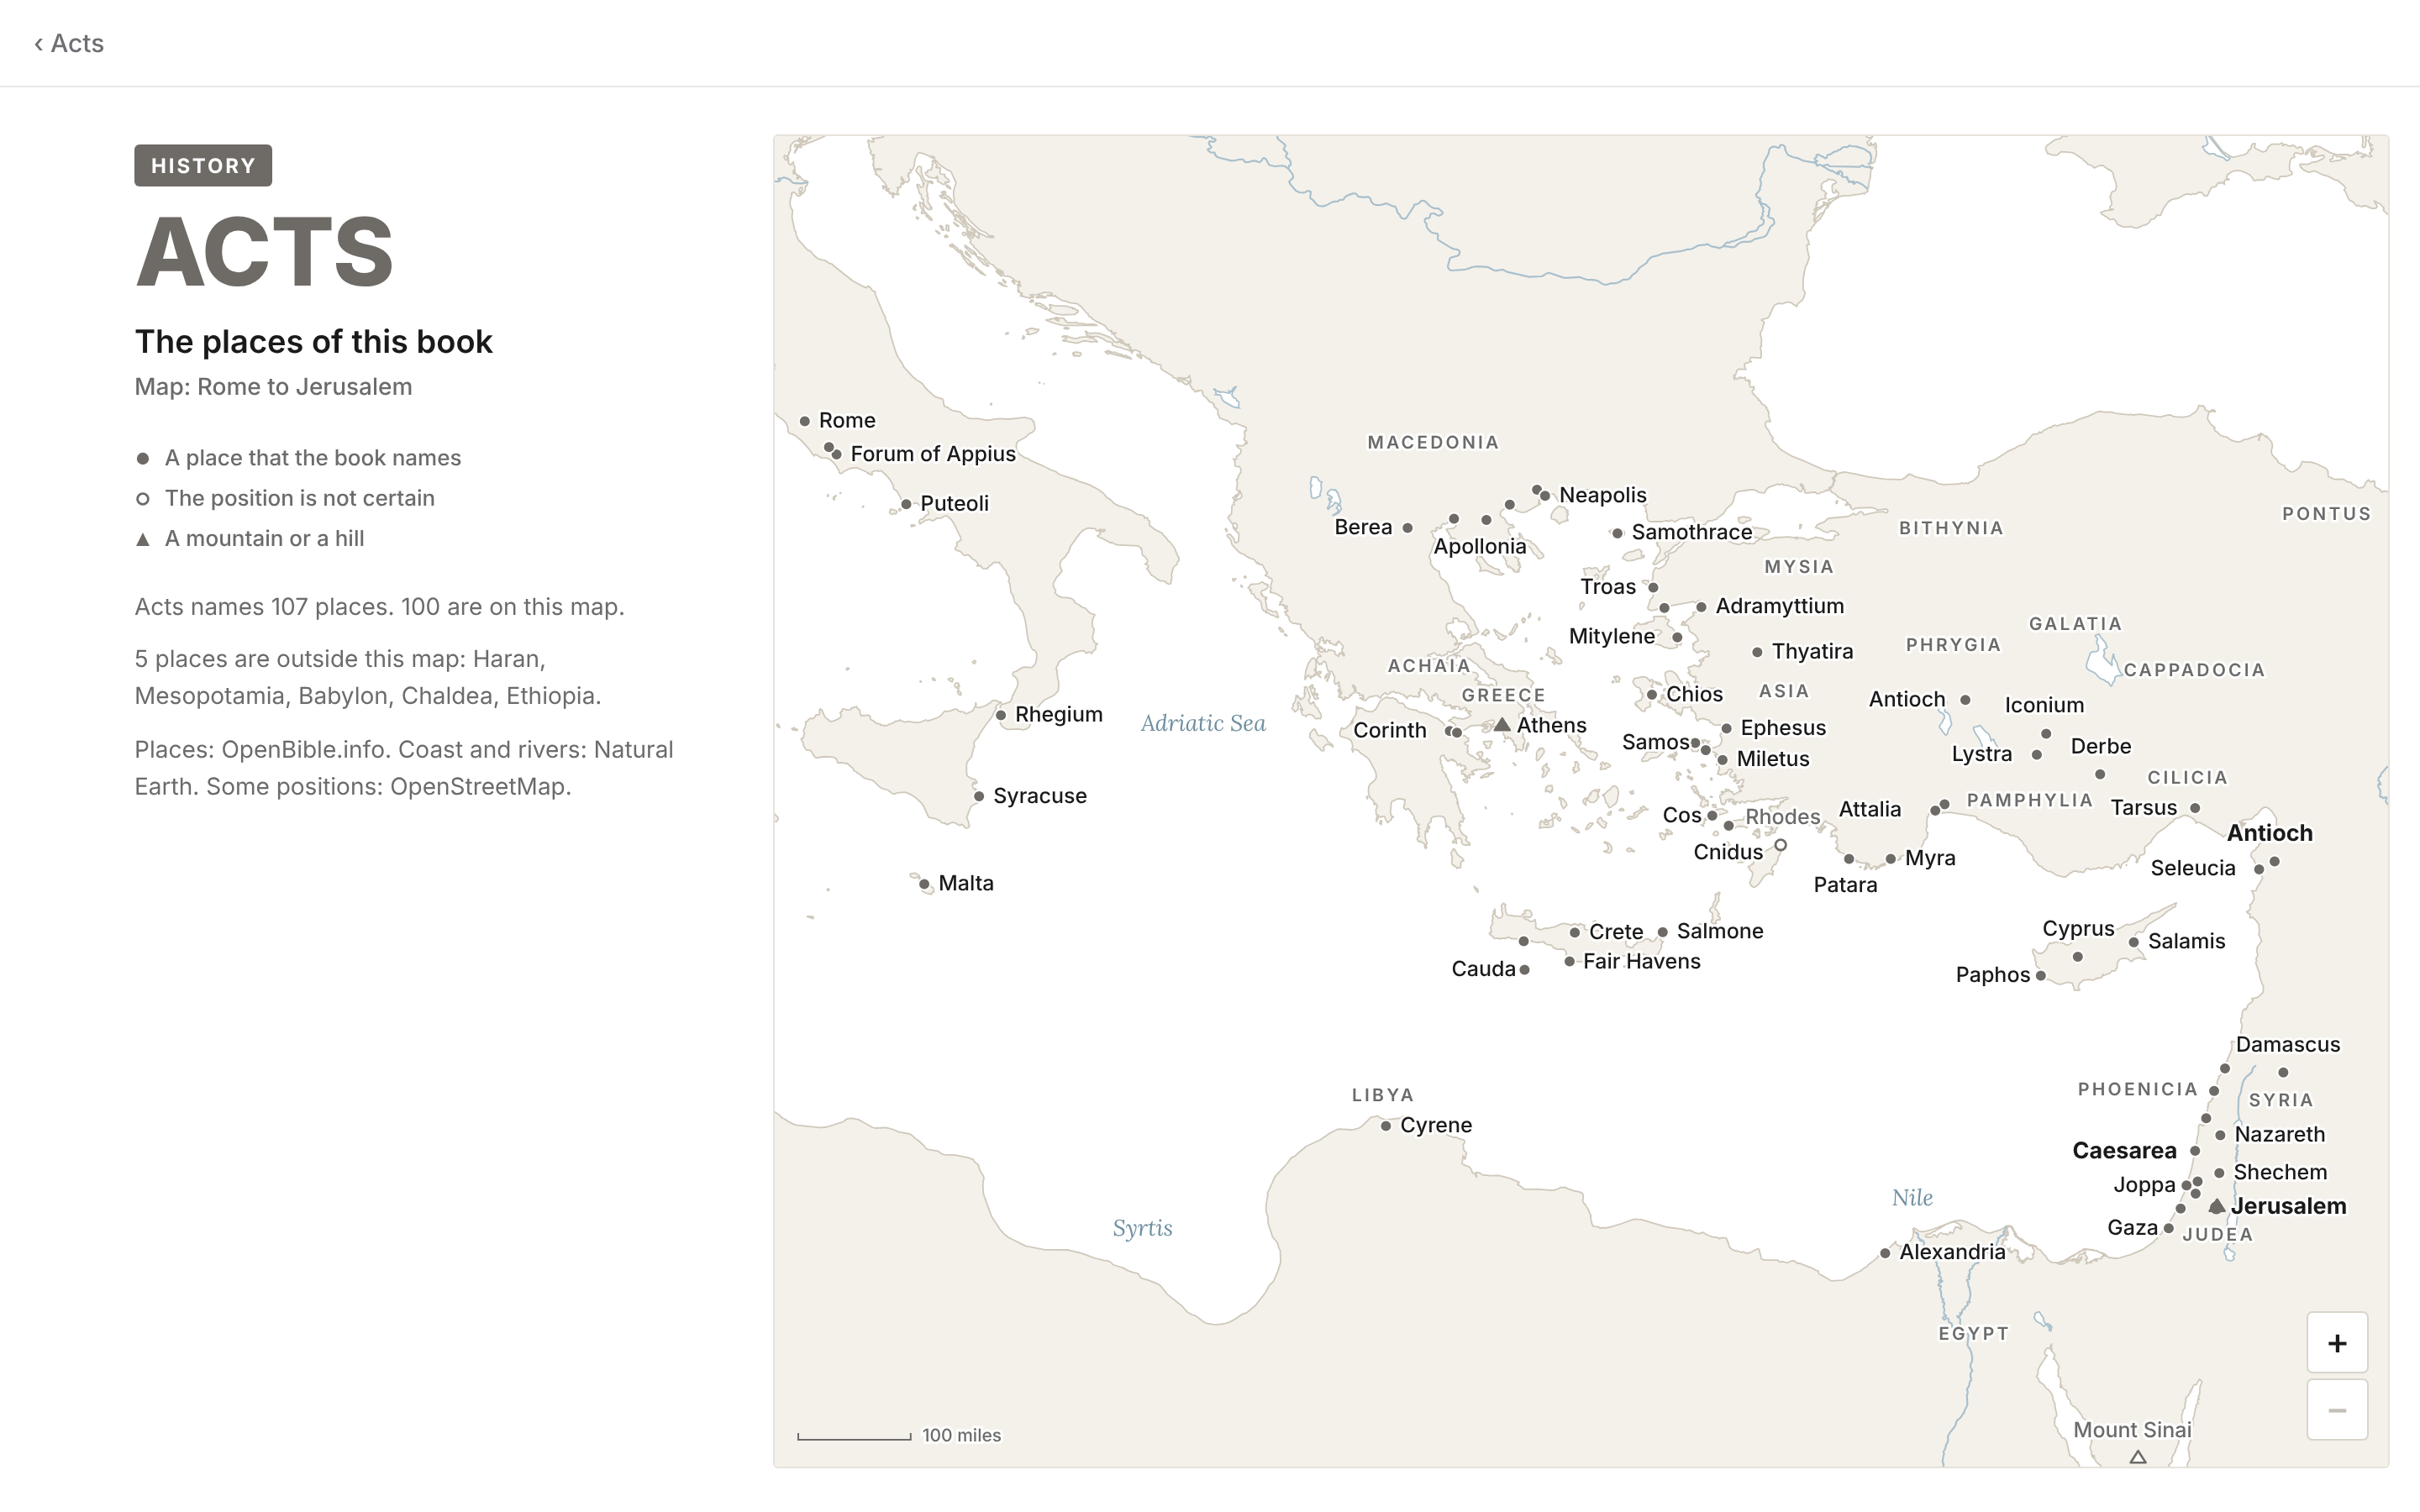 ‹ Acts
HISTORY
ACTS
The places of this book
Map: Rome to Jerusalem
A place that the book names
The position is not certain
A mountain or a hill
Acts names 107 places. 100 are on this map.
5 places are outside this map: Haran,
Mesopotamia, Babylon, Chaldea, Ethiopia.
Places: OpenBible.info. Coast and rivers: Natural
Earth. Some positions: OpenStreetMap.
Rome
Forum of Appius
Puteoli
MACEDONIA
Neapolis
Berea
Apollonia
Samothrace
BITHYNIA
PONTUS
MYSIA
Troas
Adramyttium
Mitylene
GALATIA
Thyatira
PHRYGIA
ACHAIA
CAPPADOCIA
GREECE
Chios
ASIA
Antioch
Iconium
Rhegium
Adriatic Sea
Corinth
Athens
Ephesus
Samos
Miletus
Lystra
Derbe
CILICIA
Syracuse
Cos
Rhodes
Attalia
PAMPHYLIA
Tarsus
Antioch
Cnidus
Myra
Seleucia
Malta
Patara
Crete
Salmone
Cyprus
Salamis
Cauda
Fair Havens
Paphos
Damascus
LIBYA
PHOENICIA
SYRIA
Cyrene
Nazareth
Caesarea
Shechem
Joppa
Nile
Jerusalem
Syrtis
Gaza
JUDEA
Alexandria
EGYPT
+
−
Mount Sinai
100 miles